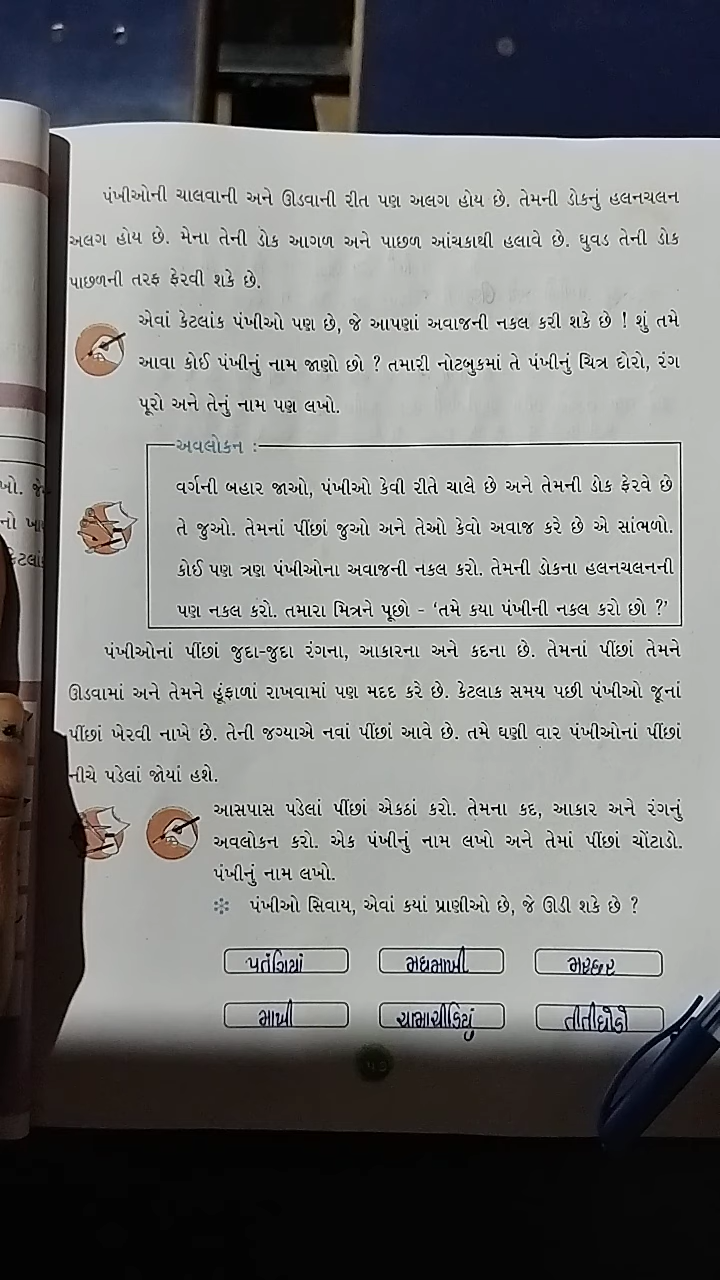 પંખીઓની ચાલવાની અને ઊડવાની રીત પણ અલગ હોય છે. તેમની ડોકનું હલનચલન
અલગ હોય છે. મેના તેની ડોક આગળ અને પાછળ આંચકાથી હલાવે છે. ઘુવડ તેની ડોક
પાછળની તરફ ફેરવી શકે છે.
એવાં કેટલાંક પંખીઓ પણ છે, જે આપણાં અવાજની નકલ કરી શકે છે ! શું તમે
આવા કોઈ પંખીનું નામ જાણો છો ? તમારી નોટબુકમાં તે પંખીનું ચિત્ર દોરો, રંગ
પૂરો અને તેનું નામ પણ લખો.
અવલોકન :
વર્ગની બહાર જાઓ, પંખીઓ કેવી રીતે ચાલે છે અને તેમની ડોક ફેરવે છે
તે જુઓ. તેમનાં પીંછાં જુઓ અને તેઓ કેવો અવાજ કરે છે એ સાંભળો.
કોઈ પણ ત્રણ પંખીઓના અવાજની નકલ કરો. તેમની ડોકના હલનચલનની
પણ નકલ કરો. તમારા મિત્રને પૂછો - ‘તમે કયા પંખીની નકલ કરો છો ?’
પંખીઓનાં પીંછાં જુદા-જુદા રંગના, આકારના અને કદના છે. તેમનાં પીંછાં તેમને
ઊડવામાં અને તેમને હૂંફાળાં રાખવામાં પણ મદદ કરે છે. કેટલાક સમય પછી પંખીઓ જૂનાં
પીંછાં ખેરવી નાખે છે. તેની જગ્યાએ નવાં પીંછાં આવે છે. તમે ઘણી વાર પંખીઓનાં પીંછાં
નીચે પડેલાં જોયાં હશે.
આસપાસ પડેલાં પીંછાં એકઠાં કરો. તેમના કદ, આકાર અને રંગનું
અવલોકન કરો. એક પંખીનું નામ લખો અને તેમાં પીંછાં ચોંટાડો.
પંખીનું નામ લખો.
પંખીઓ સિવાય, એવાં કયાં પ્રાણીઓ છે, જે ઊડી શકે છે ?
પતંગિયાં મધમાખી મચ્છર
માખી ચામાચીડિયું તીતીઘોડો